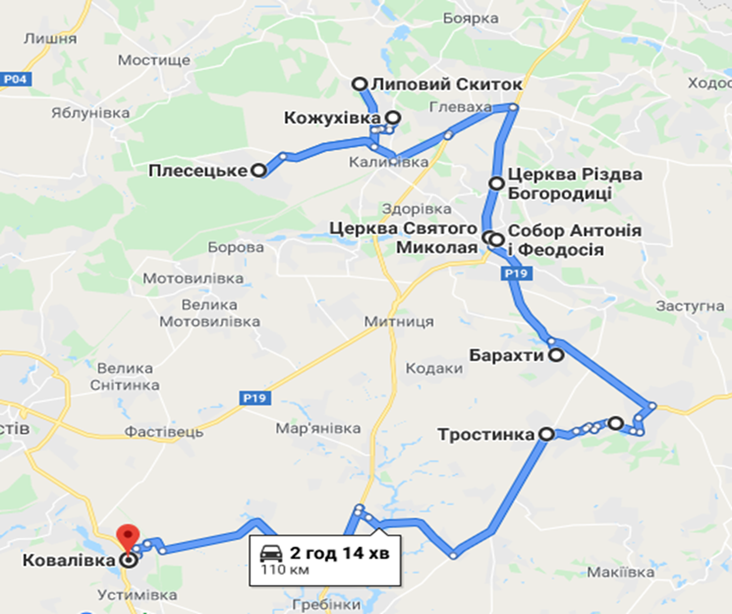 Боярка
Лишня
Мостище
P04
Липовий Скиток
Ходос
Яблунівка
Кожухівка
Глеваха
Калинівка
Плесецьке
Церква Різдва
Богородиці
Здорівка
Церква Святого
Миколая
Собор Антонія
і Феодосія
Борова
P19
Мотовилівка
Велика
Мотовилівка
Застугна
Митниця
Барахти
Велика
Снітинка
Кодаки
P19
стів
Фастівець
Мар'янівка
Тростинка
2 год 14 хв
110 км
Ковалівка
Макіївка
Устимівка
Гребінки